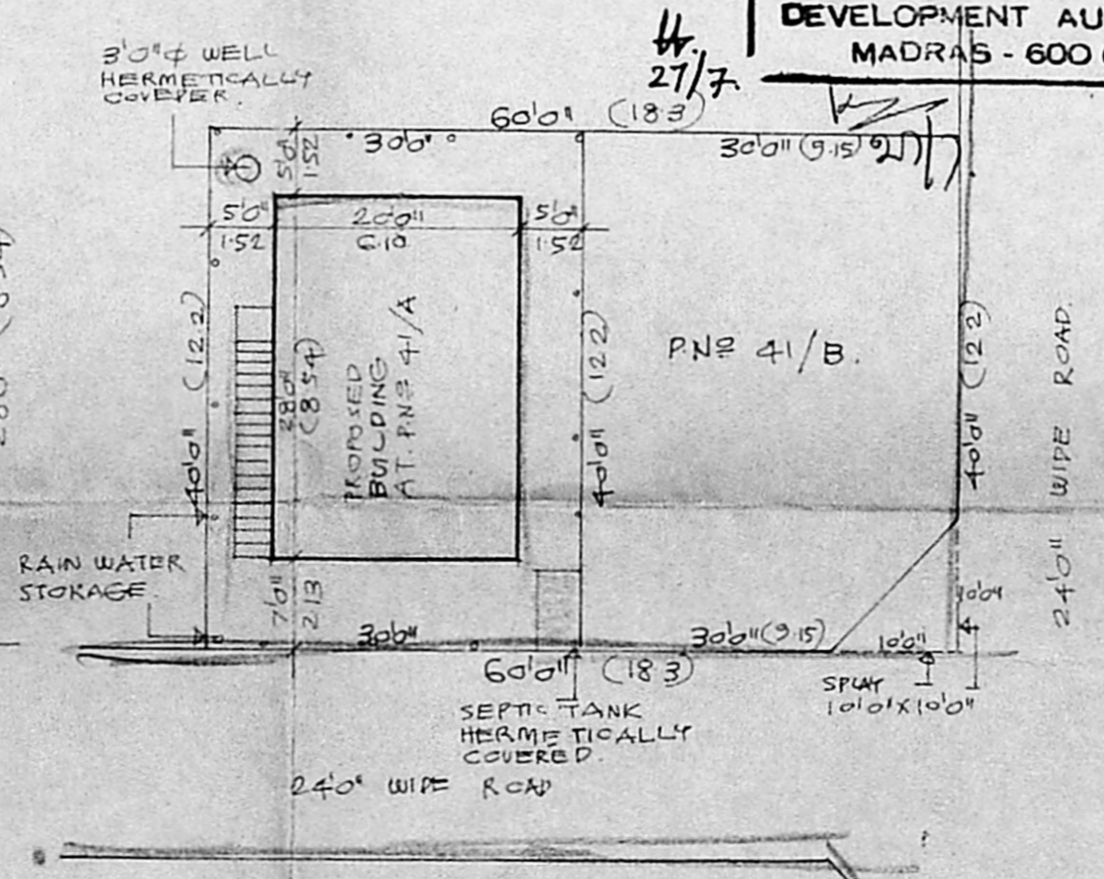 DEVELOPMENT AU
MADRAS - 600
27/7.
3'0"φ WELL
HERMETICALLY
COVEPER.
60'0" (18.3)
30'0"
30'0" (9.15)
5'0"
1.52
5'0"
1.52
20'0"
6.10
5'0"
1.52
40'0" (12.2)
28'0"
(8.54)
PROPOSED
BUILDING
AT. P.Nº 41/A
40'0" (12.2)
P.Nº 41/B.
40'0" (12.2)
24'0" WIDE ROAD.
RAIN WATER
STORAGE.
7'0"
2.13
30'0"
30'0" (9.15)
10'0"
10'0"
60'0" (18.3)
SPLAY
10'0"X10'0"
SEPTIC TANK
HERMETICALLY
COVERED.
24'0" WIDE ROAD